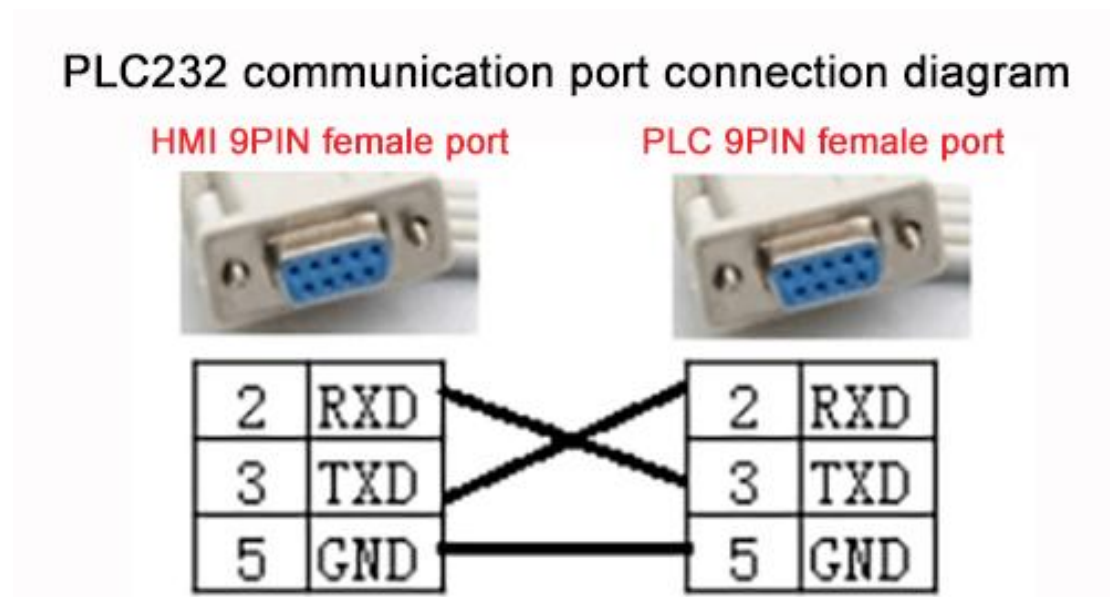 PLC232 communication port connection diagram
HMI 9PIN female port PLC 9PIN female port
2 RXD 2 RXD
3 TXD 3 TXD
5 GND 5 GND